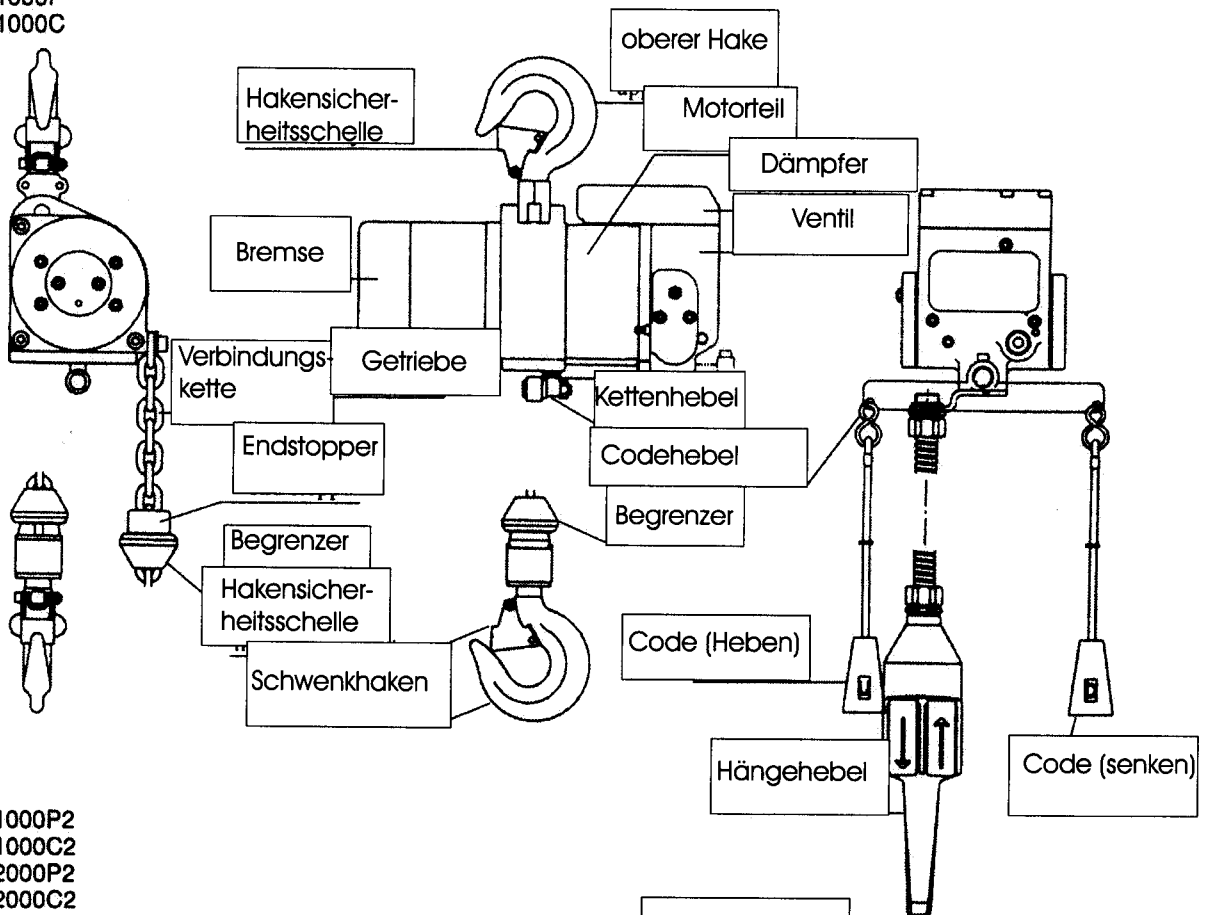 1000C
oberer Hake
Hakensicher-
heitsschelle
Motorteil
Dämpfer
Ventil
Bremse
Verbindungs-
kette
Getriebe
Kettenhebel
Endstopper
Codehebel
Begrenzer
Begrenzer
Hakensicher-
heitsschelle
Code (Heben)
Schwenkhaken
Hängehebel
Code (senken)
1000P2
1000C2
2000P2
2000C2